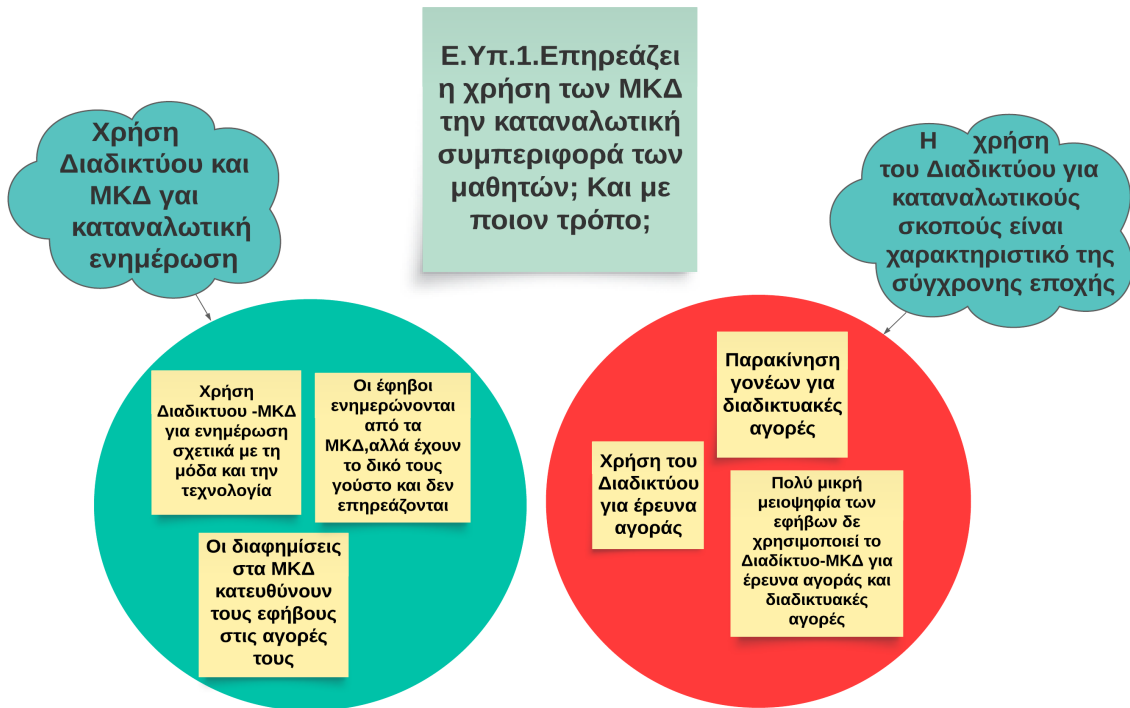 Ε.Υπ.1.Επηρεάζει
η χρήση των ΜΚΔ
την καταναλωτική
συμπεριφορά των
μαθητών; Και με
ποιον τρόπο;
Χρήση
Διαδικτύου και
ΜΚΔ γαι
καταναλωτική
ενημέρωση
Η χρήση
του Διαδικτύου για
καταναλωτικούς
σκοπούς είναι
χαρακτηριστικό της
σύγχρονης εποχής
Χρήση
Διαδικτυου -ΜΚΔ
για ενημέρωση
σχετικά με τη
μόδα και την
τεχνολογία
Οι έφηβοι
ενημερώνονται
από τα
ΜΚΔ,αλλά έχουν
το δικό τους
γούστο και δεν
επηρεάζονται
Οι διαφημίσεις
στα ΜΚΔ
κατευθύνουν
τους εφήβους
στις αγορές
τους
Παρακίνηση
γονέων για
διαδικτυακές
αγορές
Χρήση του
Διαδικτύου
για έρευνα
αγοράς
Πολύ μικρή
μειοψηφία των
εφήβων δε
χρησιμοποιεί το
Διαδίκτυο-ΜΚΔ για
έρευνα αγοράς και
διαδικτυακές
αγορές